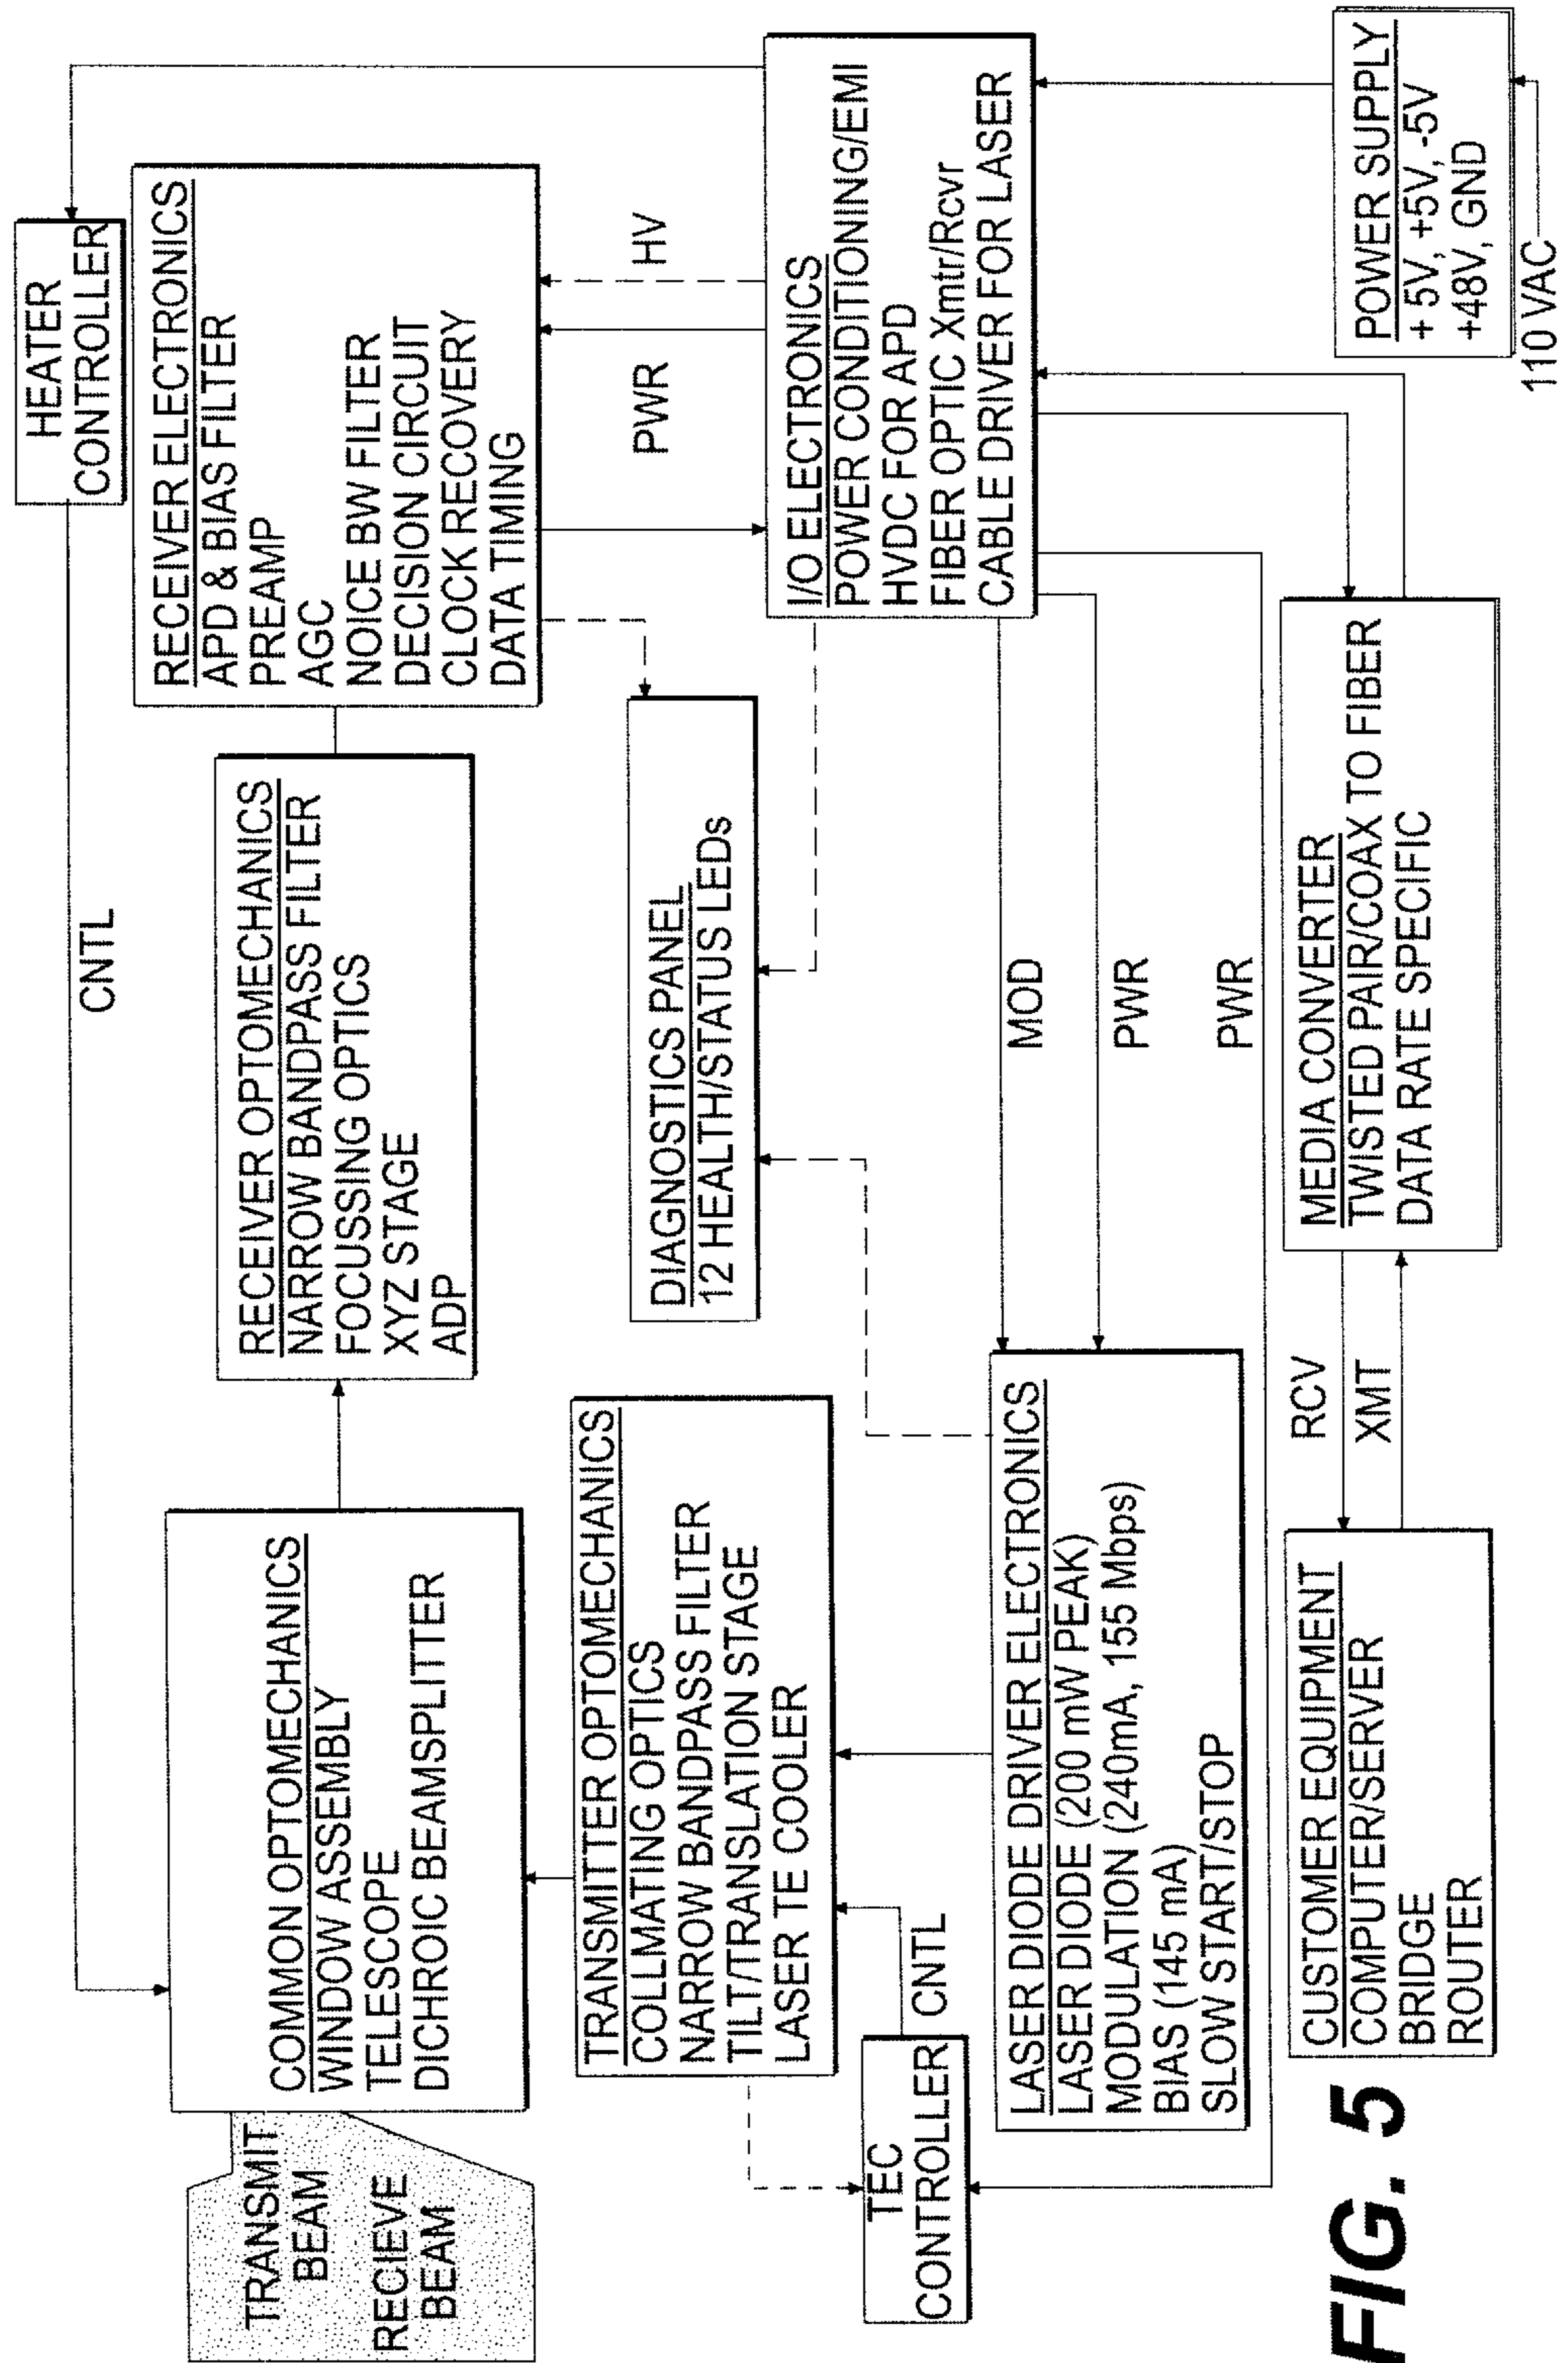 TRANSMIT
BEAM
RECIEVE
BEAM
COMMON OPTOMECHANICS
WINDOW ASSEMBLY
TELESCOPE
DICHROIC BEAMSPLITTER
CNTL
HEATER
CONTROLLER
RECEIVER OPTOMECHANICS
NARROW BANDPASS FILTER
FOCUSSING OPTICS
XYZ STAGE
ADP
RECEIVER ELECTRONICS
APD & BIAS FILTER
PREAMP
AGC
NOICE BW FILTER
DECISION CIRCUIT
CLOCK RECOVERY
DATA TIMING
TRANSMITTER OPTOMECHANICS
COLLMATING OPTICS
NARROW BANDPASS FILTER
TILT/TRANSLATION STAGE
LASER TE COOLER
DIAGNOSTICS PANEL
12 HEALTH/STATUS LEDs
PWR
HV
TEC
CONTROLLER
CNTL
I/O ELECTRONICS
POWER CONDITIONING/EMI
HVDC FOR APD
FIBER OPTIC Xmtr/Rcvr
CABLE DRIVER FOR LASER
LASER DIODE DRIVER ELECTRONICS
LASER DIODE (200 mW PEAK)
MODULATION (240mA, 155 Mbps)
BIAS (145 mA)
SLOW START/STOP
MOD
PWR
PWR
CUSTOMER EQUIPMENT
COMPUTER/SERVER
BRIDGE
ROUTER
RCV
XMT
MEDIA CONVERTER
TWISTED PAIR/COAX TO FIBER
DATA RATE SPECIFIC
POWER SUPPLY
+ 5V, +5V, -5V
+48V, GND
110 VAC
FIG. 5